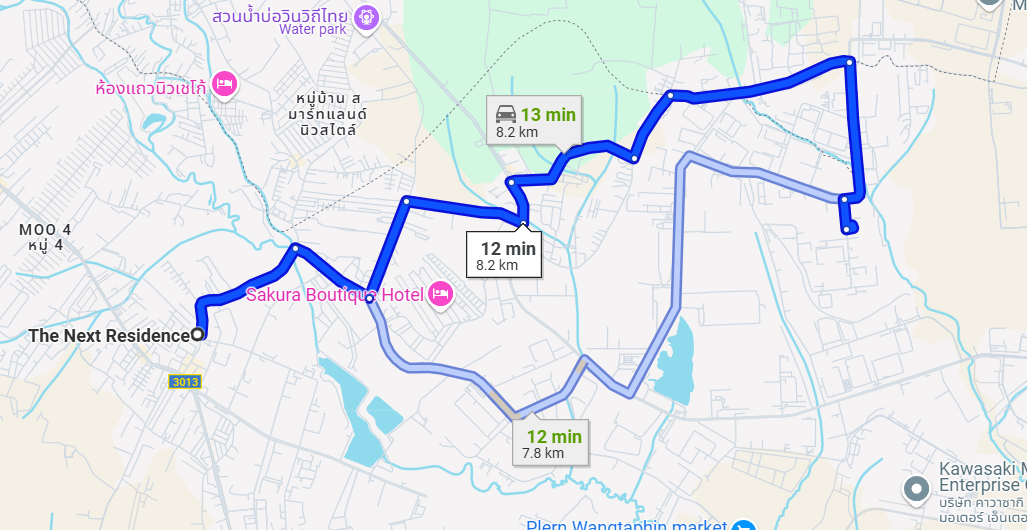 สวนน้ำบ่อวินวิถีไทย
Water park
ห้องแถวนิวเชโก้
หมู่บ้าน ส
มาร์ทแลนด์
นิวสไตล์
13 min
8.2 km
MOO 4
หมู่ 4
12 min
8.2 km
Sakura Boutique Hotel
The Next Residence
3013
12 min
7.8 km
Kawasaki M
Enterprise
บริษัท คาวาซากิ
มอเตอร์ เอ็นเตอ
Plern Wangtaphin market